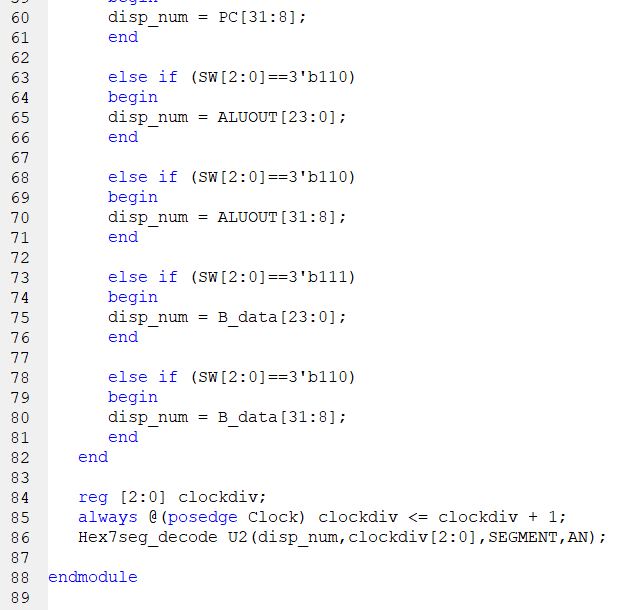 60 disp_num = PC[31:8];
61 end
62
63 else if (SW[2:0]==3'b110)
64 begin
65 disp_num = ALUOUT[23:0];
66 end
67
68 else if (SW[2:0]==3'b110)
69 begin
70 disp_num = ALUOUT[31:8];
71 end
72
73 else if (SW[2:0]==3'b111)
74 begin
75 disp_num = B_data[23:0];
76 end
77
78 else if (SW[2:0]==3'b110)
79 begin
80 disp_num = B_data[31:8];
81 end
82 end
83
84 reg [2:0] clockdiv;
85 always @(posedge Clock) clockdiv <= clockdiv + 1;
86 Hex7seg_decode U2(disp_num,clockdiv[2:0],SEGMENT,AN);
87
88 endmodule
89